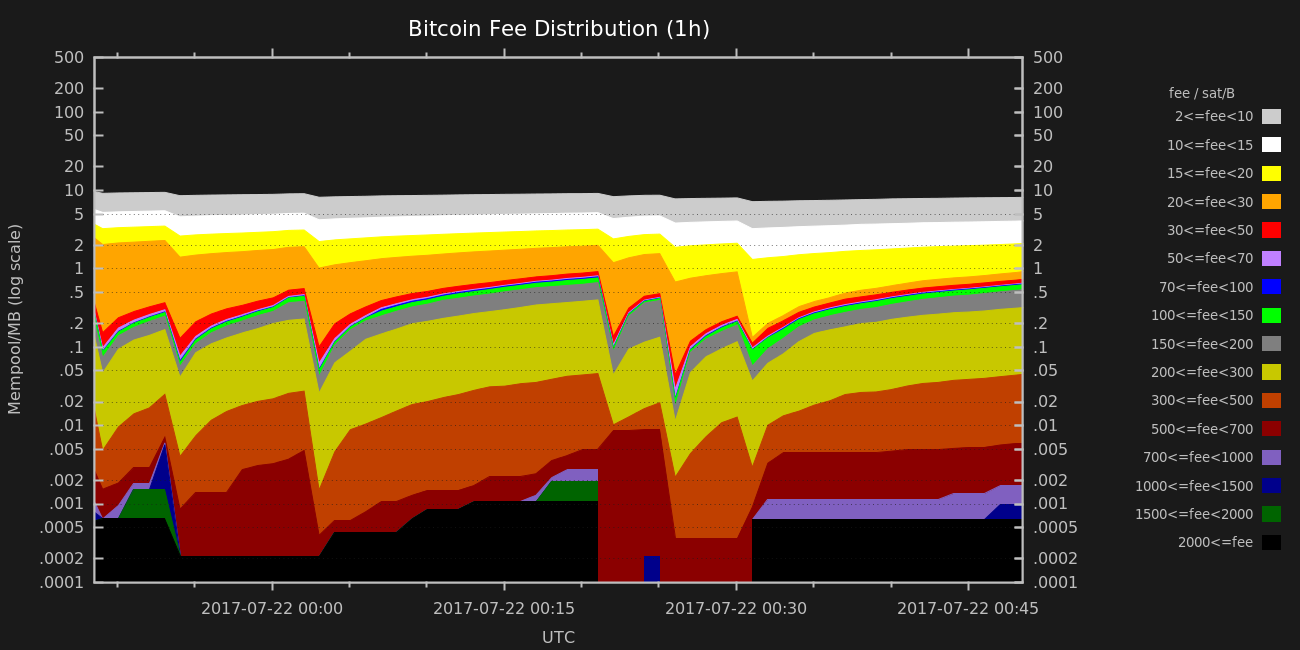 Bitcoin Fee Distribution (1h)
500
200
100
50
20
10
5
2
1
.5
.2
.1
.05
.02
.01
.005
.002
.001
.0005
.0002
.0001
Mempool/MB (log scale)
500
200
100
50
20
10
5
2
1
.5
.2
.1
.05
.02
.01
.005
.002
.001
.0005
.0002
.0001
2017-07-22 00:00
2017-07-22 00:15
2017-07-22 00:30
2017-07-22 00:45
UTC
fee / sat/B
2<=fee<10
10<=fee<15
15<=fee<20
20<=fee<30
30<=fee<50
50<=fee<70
70<=fee<100
100<=fee<150
150<=fee<200
200<=fee<300
300<=fee<500
500<=fee<700
700<=fee<1000
1000<=fee<1500
1500<=fee<2000
2000<=fee